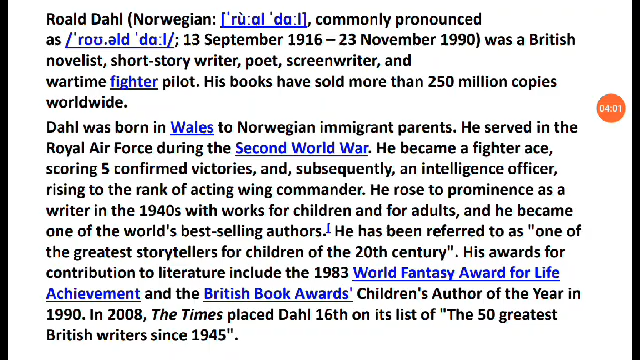 Roald Dahl (Norwegian: [ˈrùːɑl ˈdɑːl], commonly pronounced
as /ˈroʊ.əld ˈdɑːl/; 13 September 1916 – 23 November 1990) was a British
novelist, short-story writer, poet, screenwriter, and
wartime fighter pilot. His books have sold more than 250 million copies
worldwide.
04:01
Dahl was born in Wales to Norwegian immigrant parents. He served in the
Royal Air Force during the Second World War. He became a fighter ace,
scoring 5 confirmed victories, and, subsequently, an intelligence officer,
rising to the rank of acting wing commander. He rose to prominence as a
writer in the 1940s with works for children and for adults, and he became
one of the world's best-selling authors.[ He has been referred to as "one of
the greatest storytellers for children of the 20th century". His awards for
contribution to literature include the 1983 World Fantasy Award for Life
Achievement and the British Book Awards' Children's Author of the Year in
1990. In 2008, The Times placed Dahl 16th on its list of "The 50 greatest
British writers since 1945".